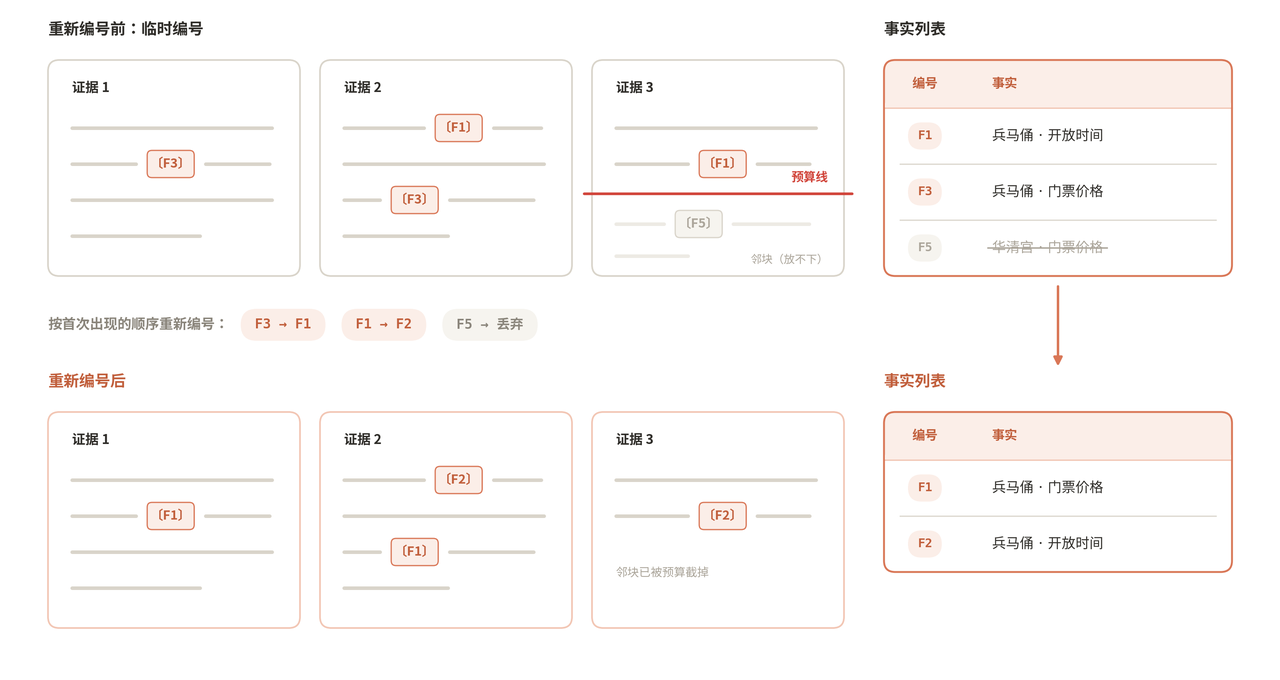 重新编号前：临时编号
证据 1
〔F3〕
证据 2
〔F1〕
〔F3〕
证据 3
〔F1〕
预算线
〔F5〕
邻块（放不下）
事实列表
编号 事实
F1 兵马俑 · 开放时间
F3 兵马俑 · 门票价格
F5 华清宫 · 门票价格
按首次出现的顺序重新编号： F3 → F1 F1 → F2 F5 → 丢弃
重新编号后
证据 1
〔F1〕
证据 2
〔F2〕
〔F1〕
证据 3
〔F2〕
邻块已被预算截掉
事实列表
编号 事实
F1 兵马俑 · 门票价格
F2 兵马俑 · 开放时间